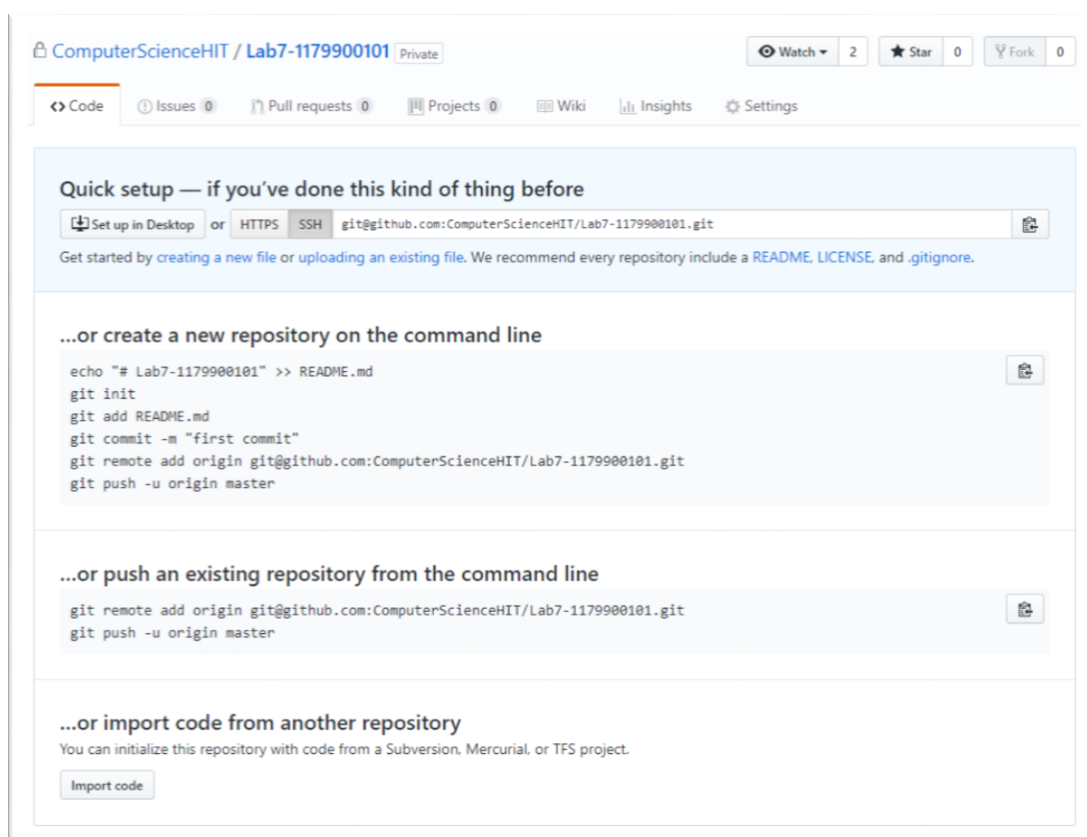 ComputerScienceHIT / Lab7-1179900101 Private
Watch 2 Star 0 Fork 0
Code Issues 0 Pull requests 0 Projects 0 Wiki Insights Settings
Quick setup — if you've done this kind of thing before
Set up in Desktop or HTTPS SSH git@github.com:ComputerScienceHIT/Lab7-1179900101.git
Get started by creating a new file or uploading an existing file. We recommend every repository include a README, LICENSE, and .gitignore.
...or create a new repository on the command line
echo "# Lab7-1179900101" >> README.md
git init
git add README.md
git commit -m "first commit"
git remote add origin git@github.com:ComputerScienceHIT/Lab7-1179900101.git
git push -u origin master
...or push an existing repository from the command line
git remote add origin git@github.com:ComputerScienceHIT/Lab7-1179900101.git
git push -u origin master
...or import code from another repository
You can initialize this repository with code from a Subversion, Mercurial, or TFS project.
Import code